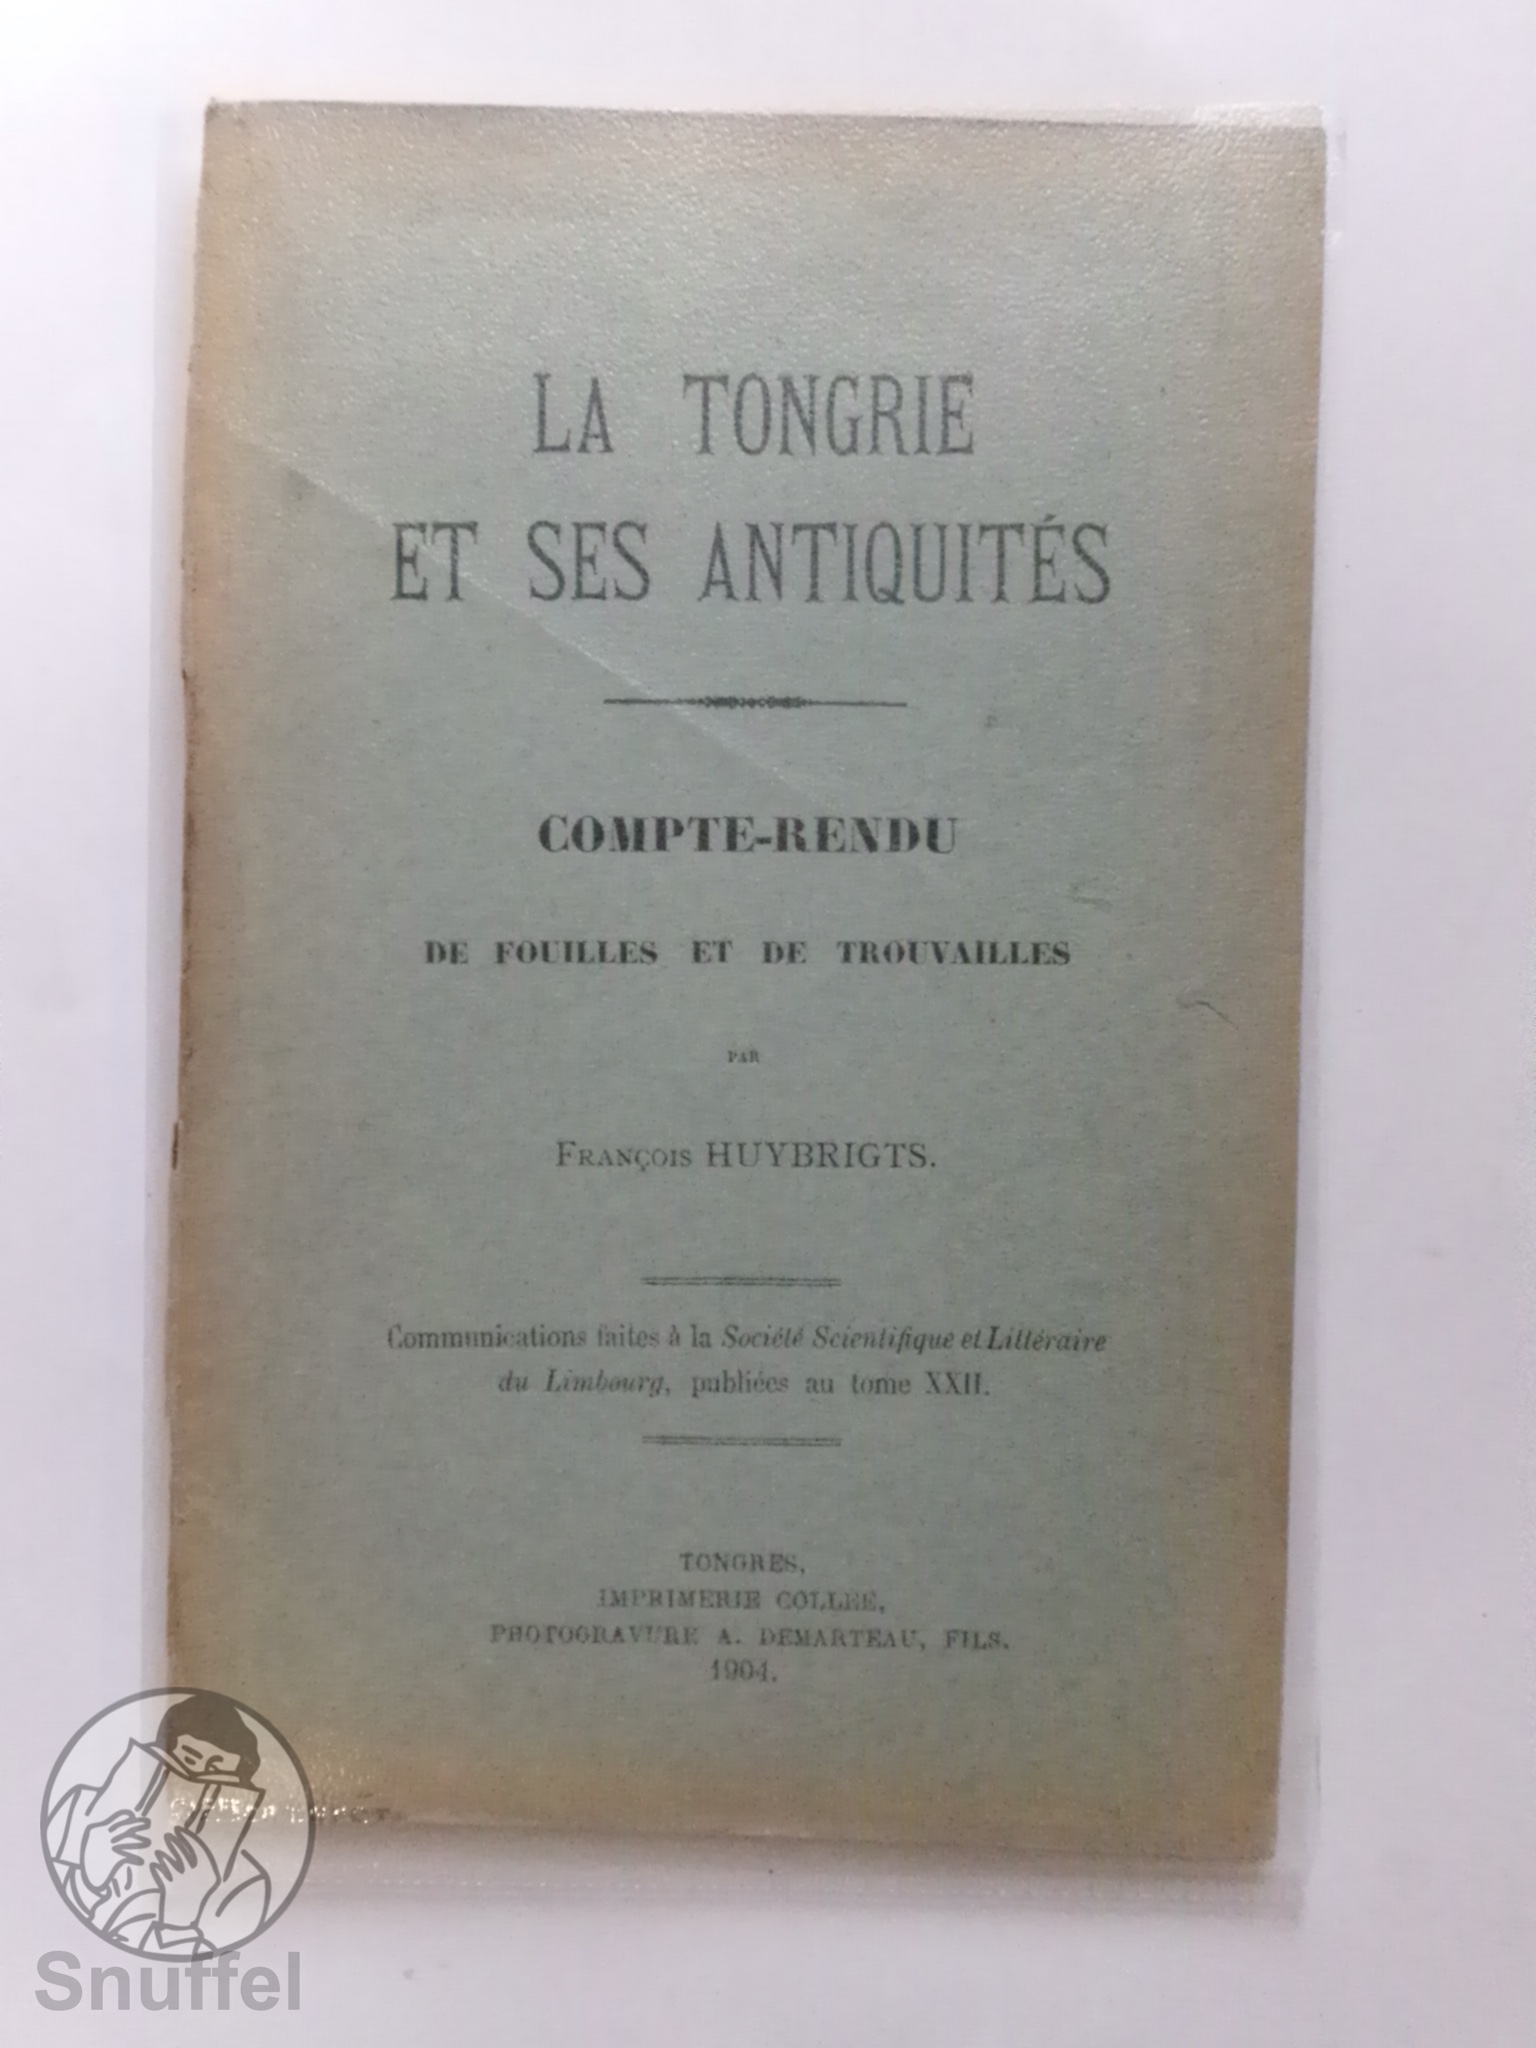 LA TONGRIE
ET SES ANTIQUITÉS
COMPTE-RENDU
DE FOUILLES ET DE TROUVAILLES
PAR
FRANÇOIS HUYBRIGTS.
Communications faites à la Société Scientifique et Littéraire
du Limbourg, publiées au tome XXII.
TONGRES,
IMPRIMERIE COLLEE,
PHOTOGRAVURE A. DEMARTEAU, FILS.
1904.
Snuffel